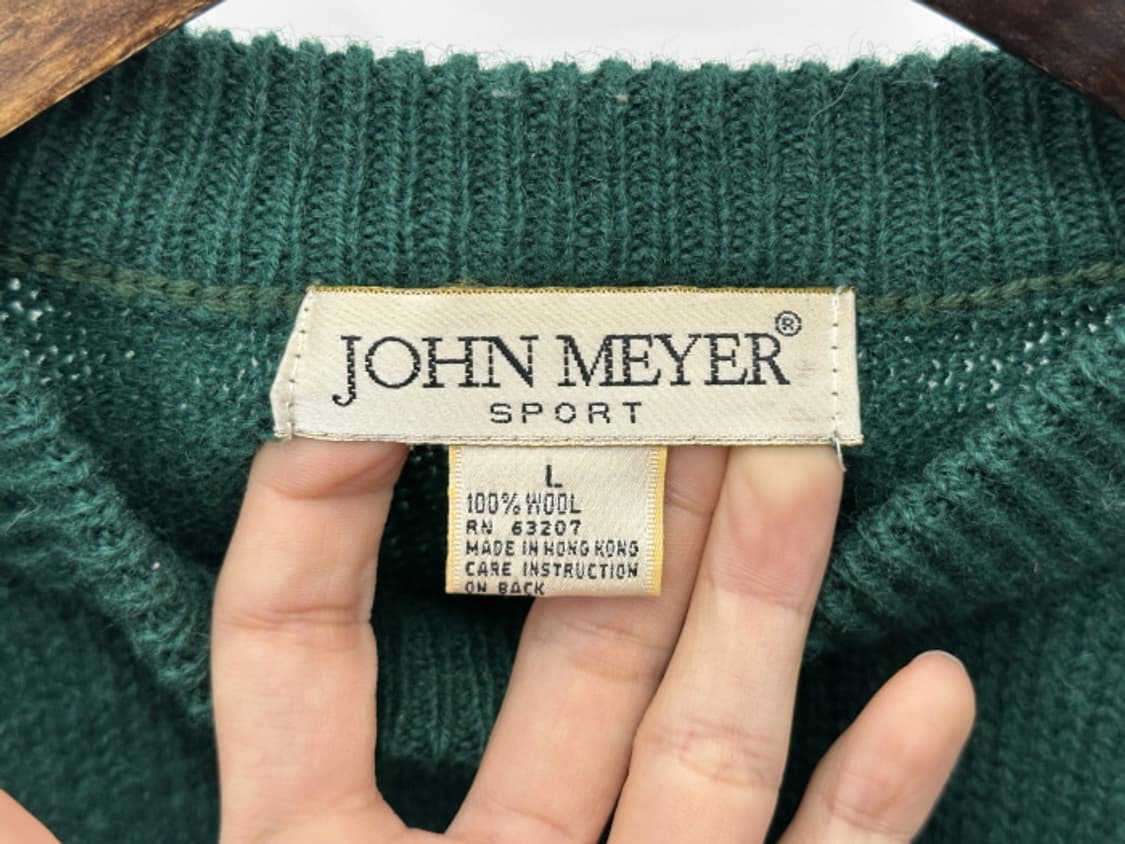 JOHN MEYER®
SPORT
L
100% WOOL
RN 63207
MADE IN HONG KONG
CARE INSTRUCTION
ON BACK